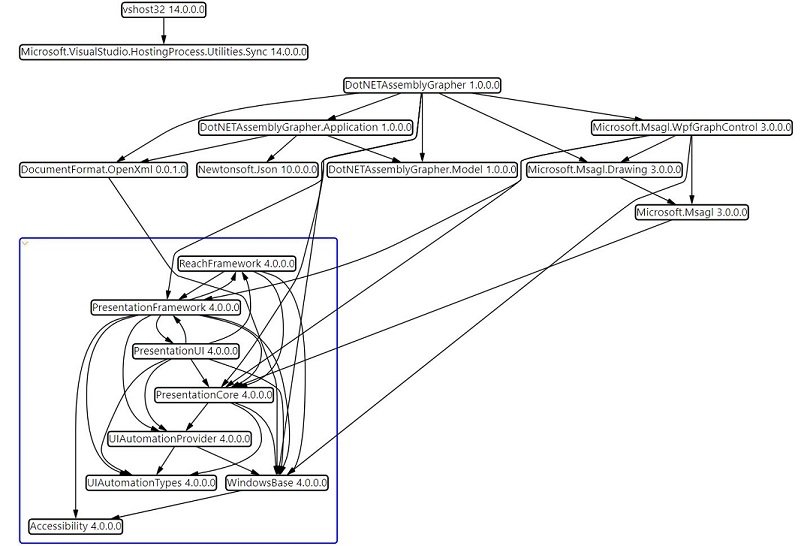 vshost32 14.0.0.0
Microsoft.VisualStudio.HostingProcess.Utilities.Sync 14.0.0.0
DotNETAssemblyGrapher 1.0.0.0
DotNETAssemblyGrapher.Application 1.0.0.0
Microsoft.Msagl.WpfGraphControl 3.0.0.0
DocumentFormat.OpenXml 0.0.1.0
Newtonsoft.Json 10.0.0.0
DotNETAssemblyGrapher.Model 1.0.0.0
Microsoft.Msagl.Drawing 3.0.0.0
Microsoft.Msagl 3.0.0.0
ReachFramework 4.0.0.0
PresentationFramework 4.0.0.0
PresentationUI 4.0.0.0
PresentationCore 4.0.0.0
UIAutomationProvider 4.0.0.0
UIAutomationTypes 4.0.0.0
WindowsBase 4.0.0.0
Accessibility 4.0.0.0